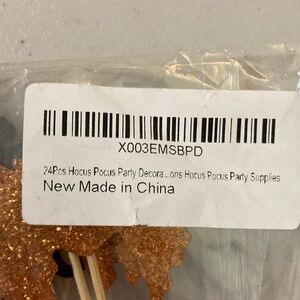 X003EMSBPD
24Pcs Hocus Pocus Party Decora...ons Hocus Pocus Party Supplies
New Made in China